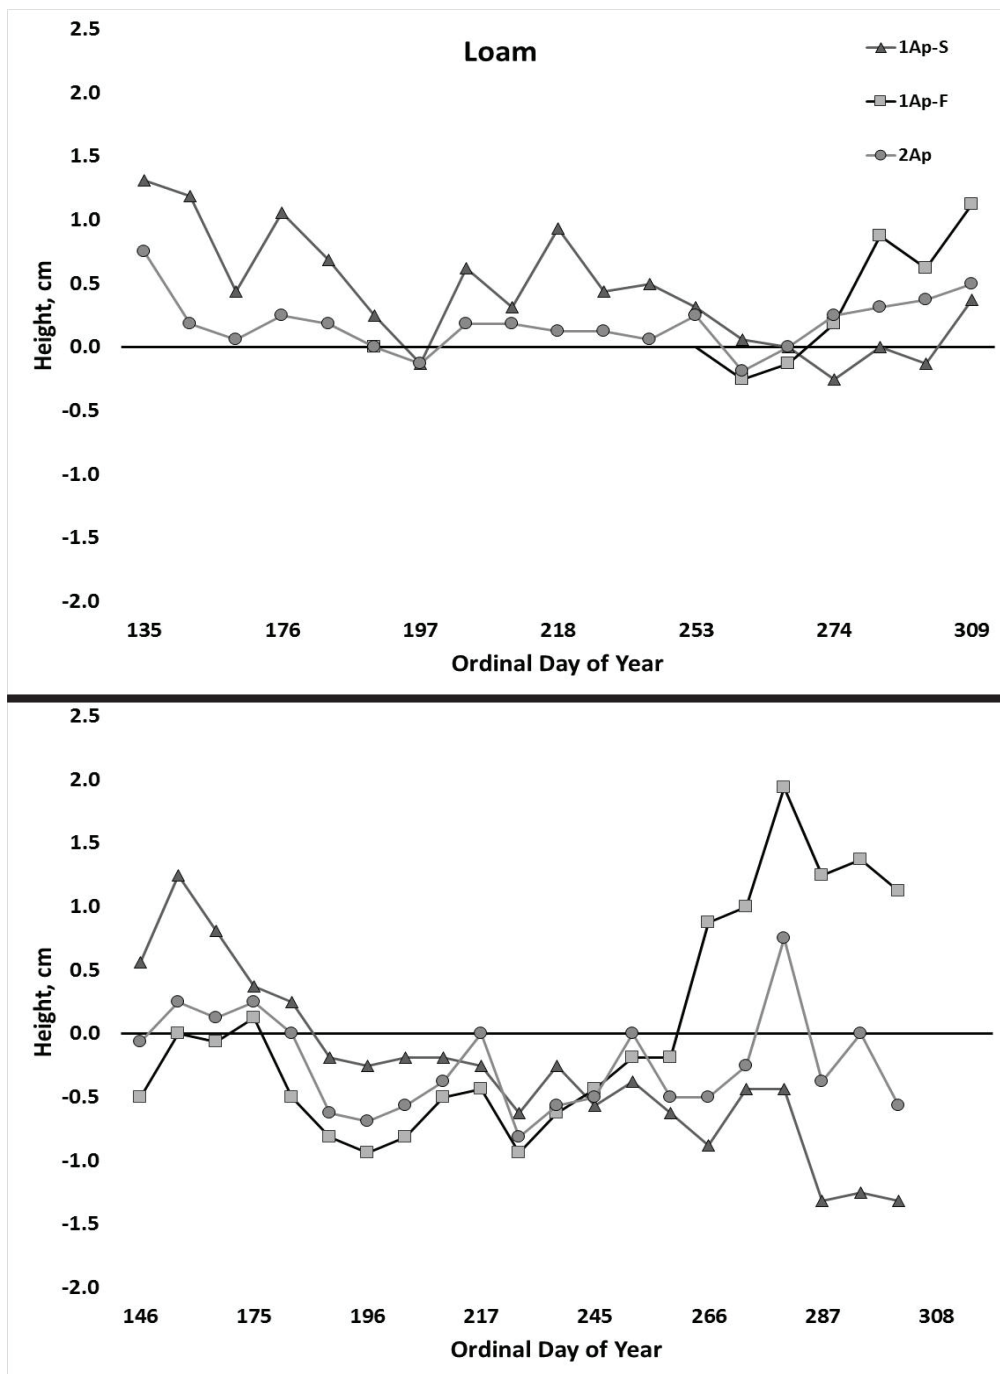 Loam
1Ap-S
1Ap-F
2Ap
Height, cm
2.5
2.0
1.5
1.0
0.5
0.0
-0.5
-1.0
-1.5
-2.0
135 176 197 218 253 274 309
Ordinal Day of Year
Height, cm
2.5
2.0
1.5
1.0
0.5
0.0
-0.5
-1.0
-1.5
-2.0
146 175 196 217 245 266 287 308
Ordinal Day of Year